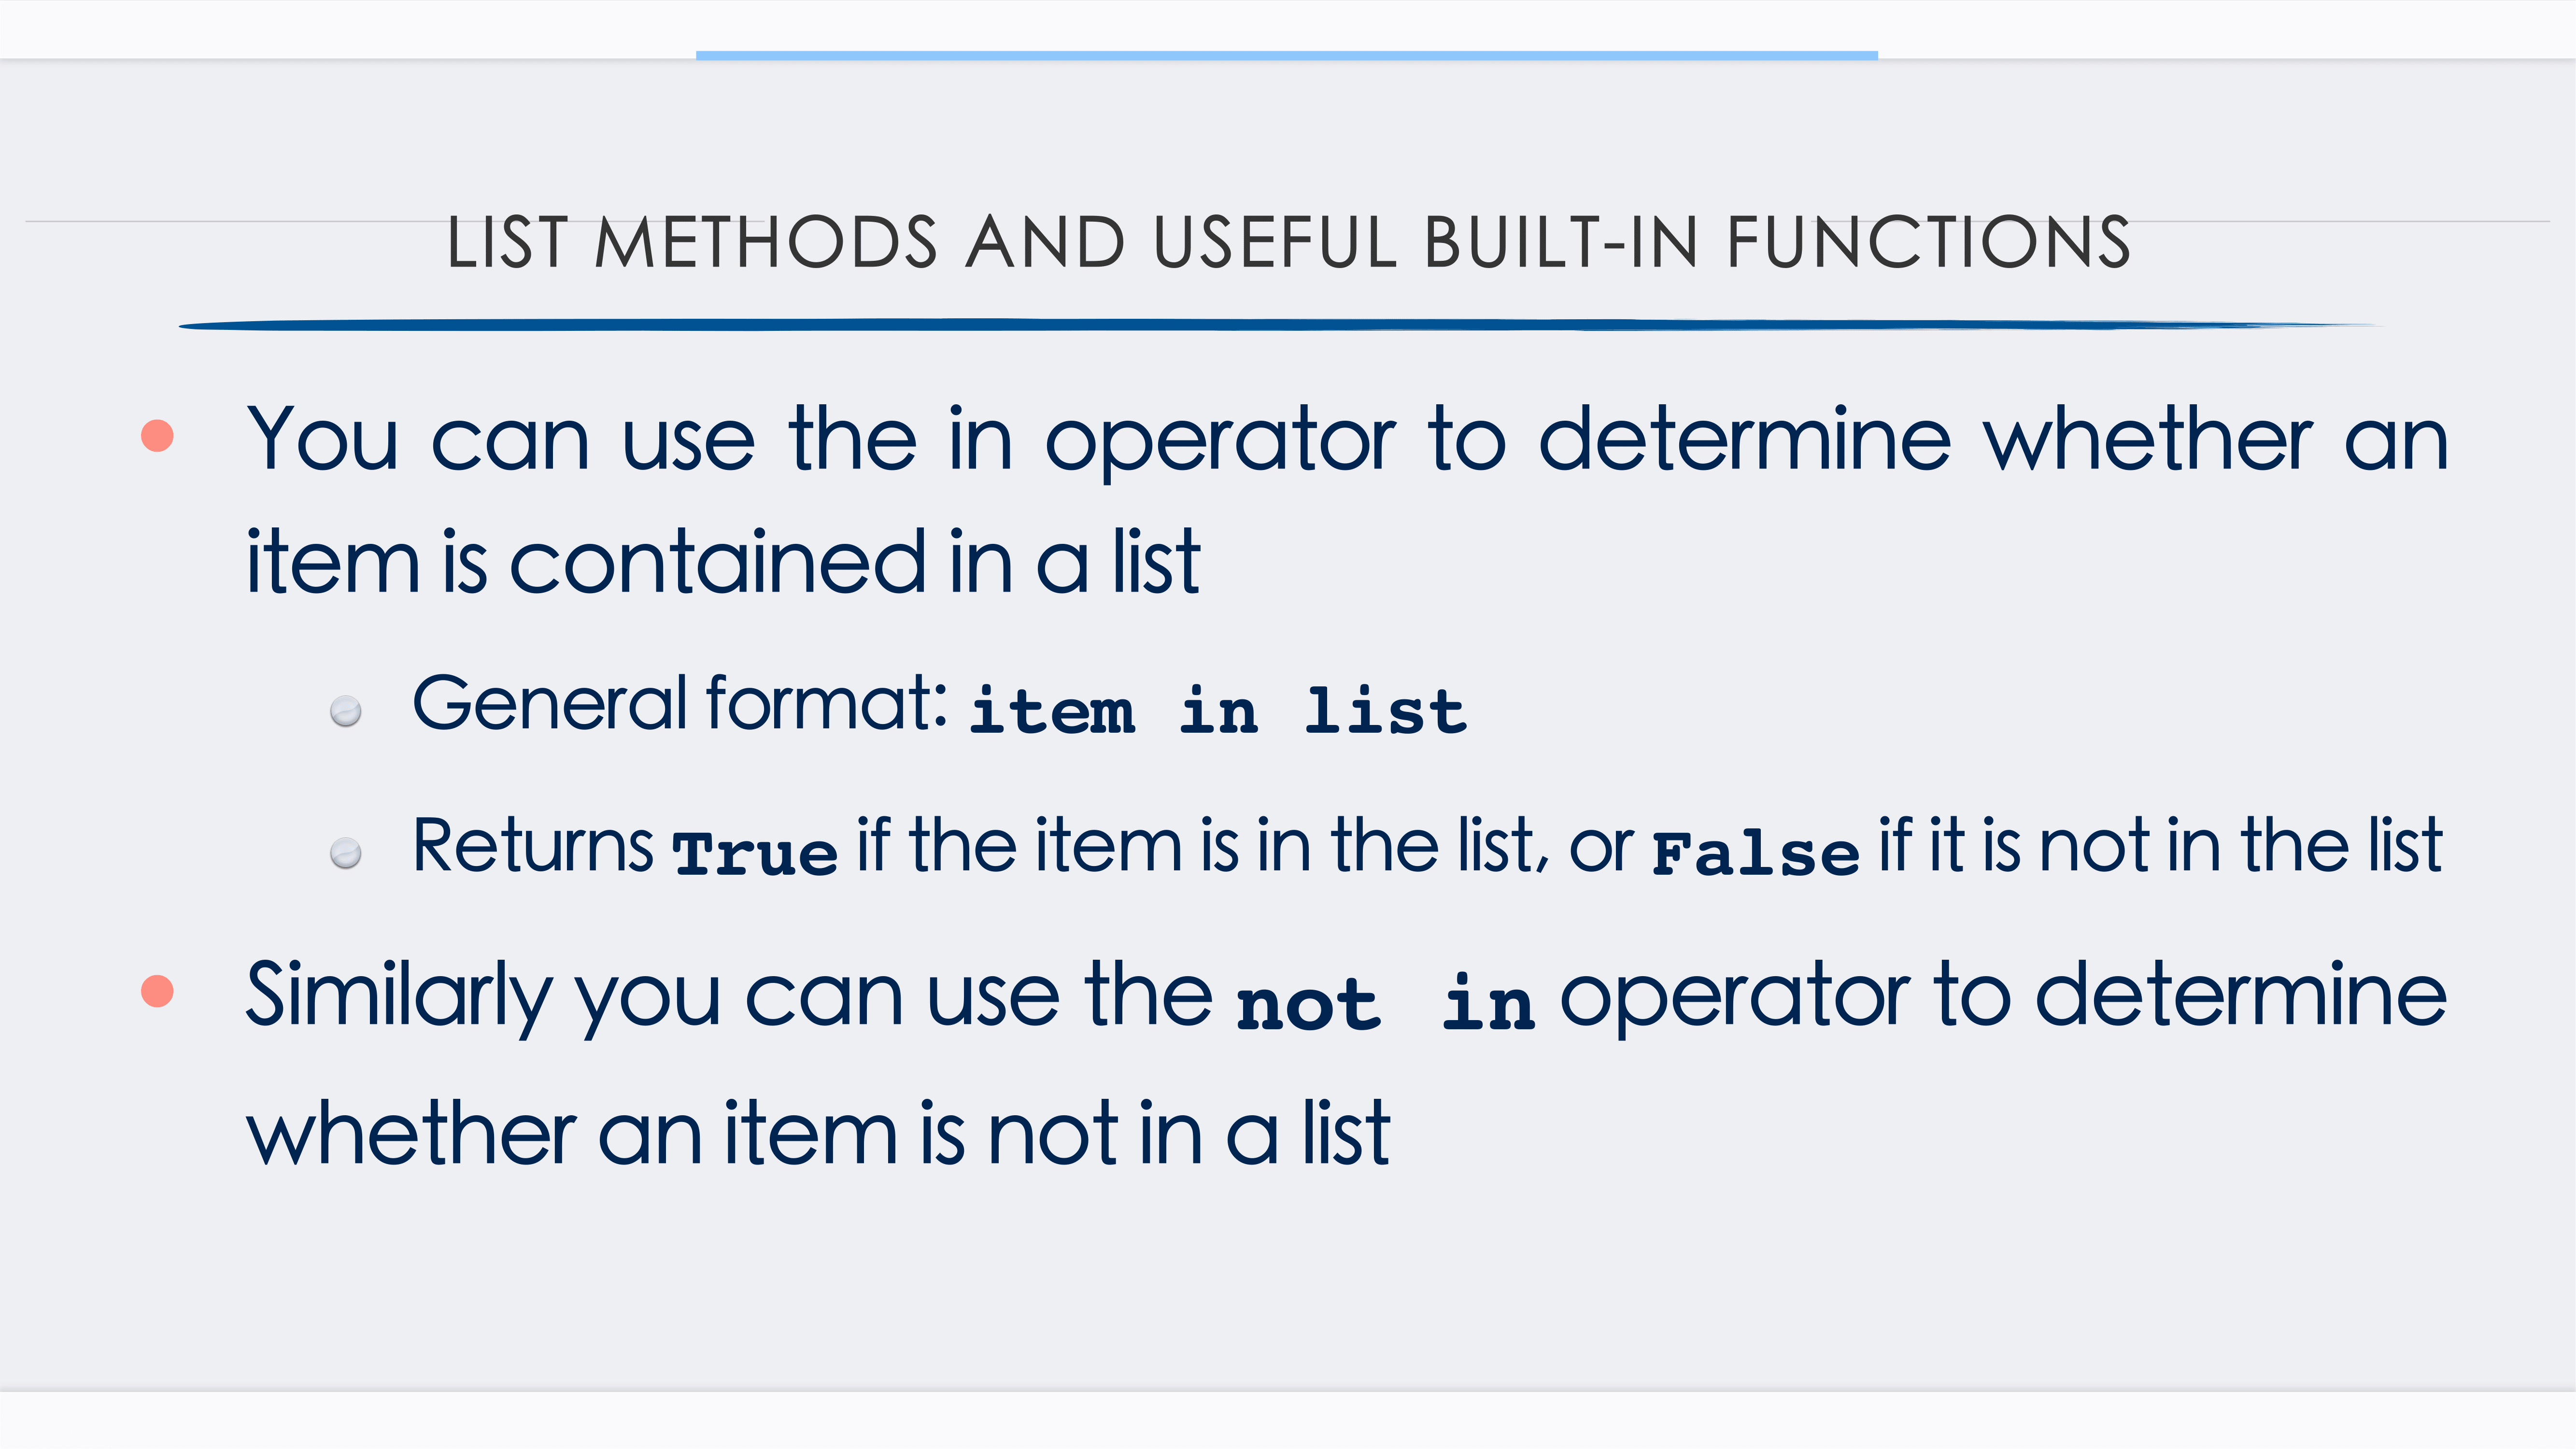 LIST METHODS AND USEFUL BUILT-IN FUNCTIONS
You can use the in operator to determine whether an
item is contained in a list
General format: item in list
Returns True if the item is in the list, or False if it is not in the list
Similarly you can use the not in operator to determine
whether an item is not in a list